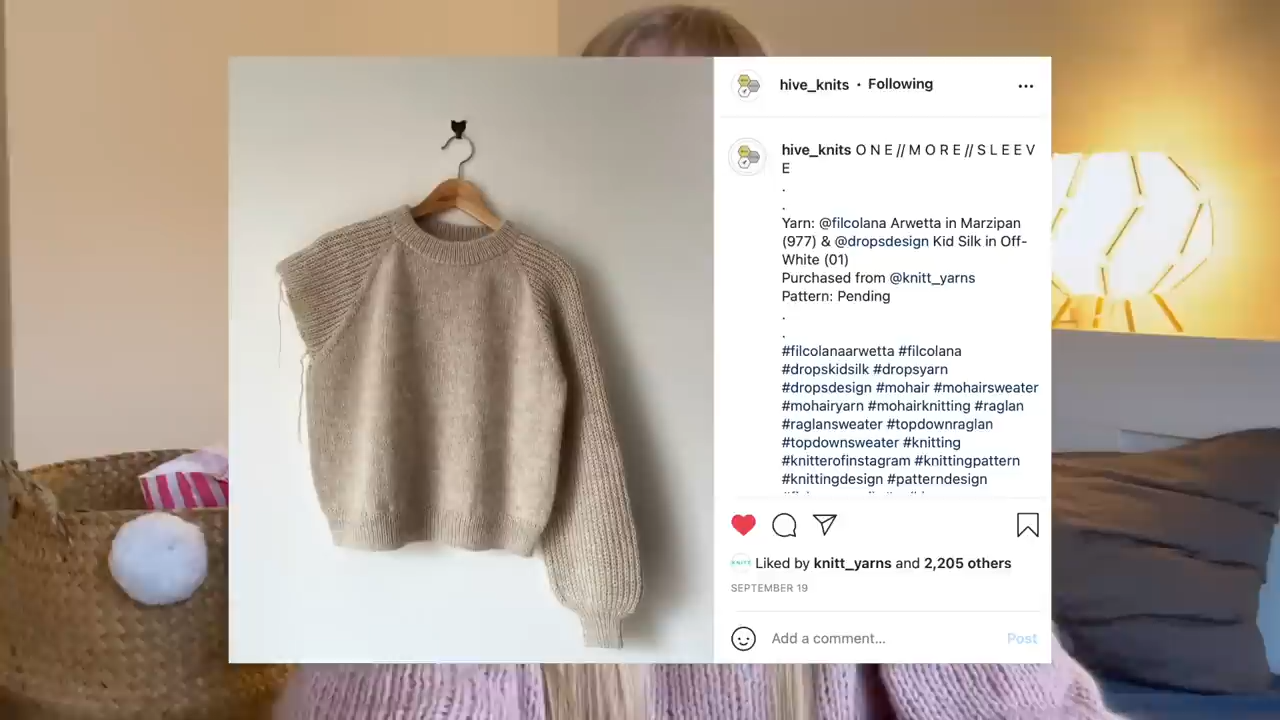 hive_knits • Following
hive_knits O N E // M O R E // S L E E V
E
.
.
Yarn: @filcolana Arwetta in Marzipan
(977) & @dropsdesign Kid Silk in Off-
White (01)
Purchased from @knitt_yarns
Pattern: Pending
.
.
#filcolanaarwetta #filcolana
#dropskidsilk #dropsyarn
#dropsdesign #mohair #mohairsweater
#mohairyarn #mohairknitting #raglan
#raglansweater #topdownraglan
#topdownsweater #knitting
#knitterofinstagram #knittingpattern
#knittingdesign #patterndesign
Liked by knitt_yarns and 2,205 others
SEPTEMBER 19
Add a comment...
Post